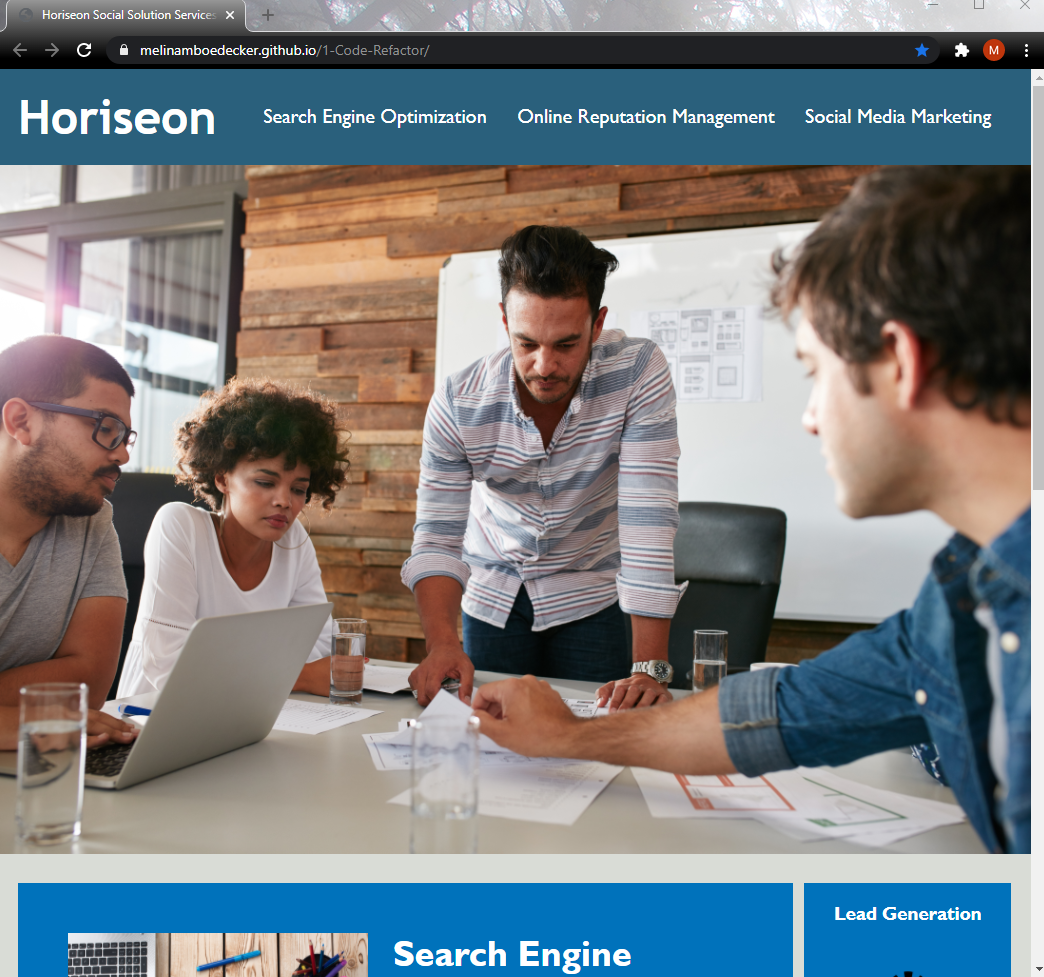 Horiseon Social Solution Services
melinamboedecker.github.io/1-Code-Refactor/
M
Horiseon
Search Engine Optimization
Online Reputation Management
Social Media Marketing
Lead Generation
Search Engine